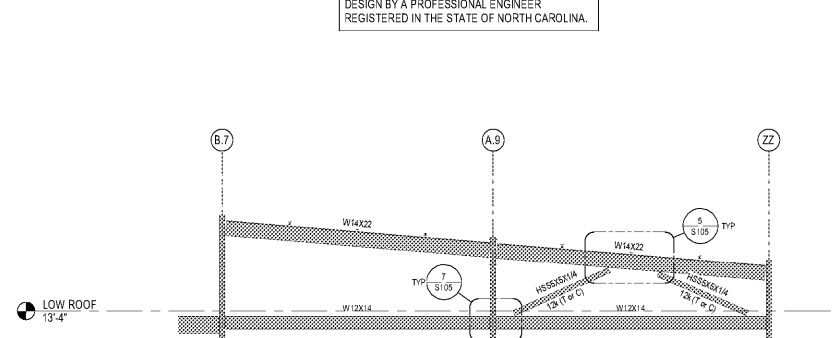 DESIGN BY A PROFESSIONAL ENGINEER
REGISTERED IN THE STATE OF NORTH CAROLINA.
B.7
A.9
ZZ
W14X22
5
S105
TYP
W14X22
TYP
7
S105
HSS5X5X1/4
12k (T or C)
HSS5X5X1/4
12k (T or C)
LOW ROOF
13'-4"
W12X14
W12X14